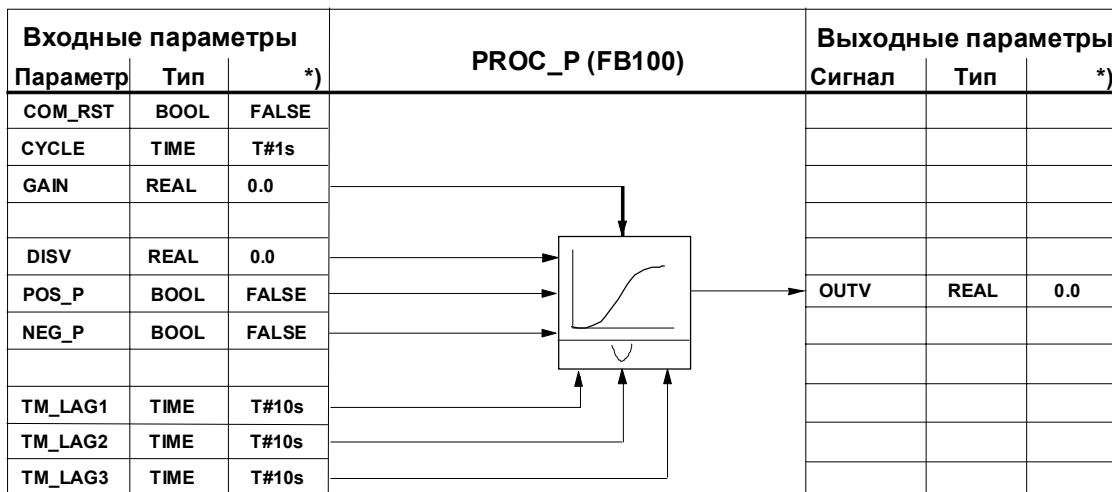 Входные параметры PROC_P (FB100) Выходные параметры
Параметр Тип *) Сигнал Тип *)
COM_RST BOOL FALSE
CYCLE TIME T#1s
GAIN REAL 0.0
DISV REAL 0.0
POS_P BOOL FALSE OUTV REAL 0.0
NEG_P BOOL FALSE
TM_LAG1 TIME T#10s
TM_LAG2 TIME T#10s
TM_LAG3 TIME T#10s